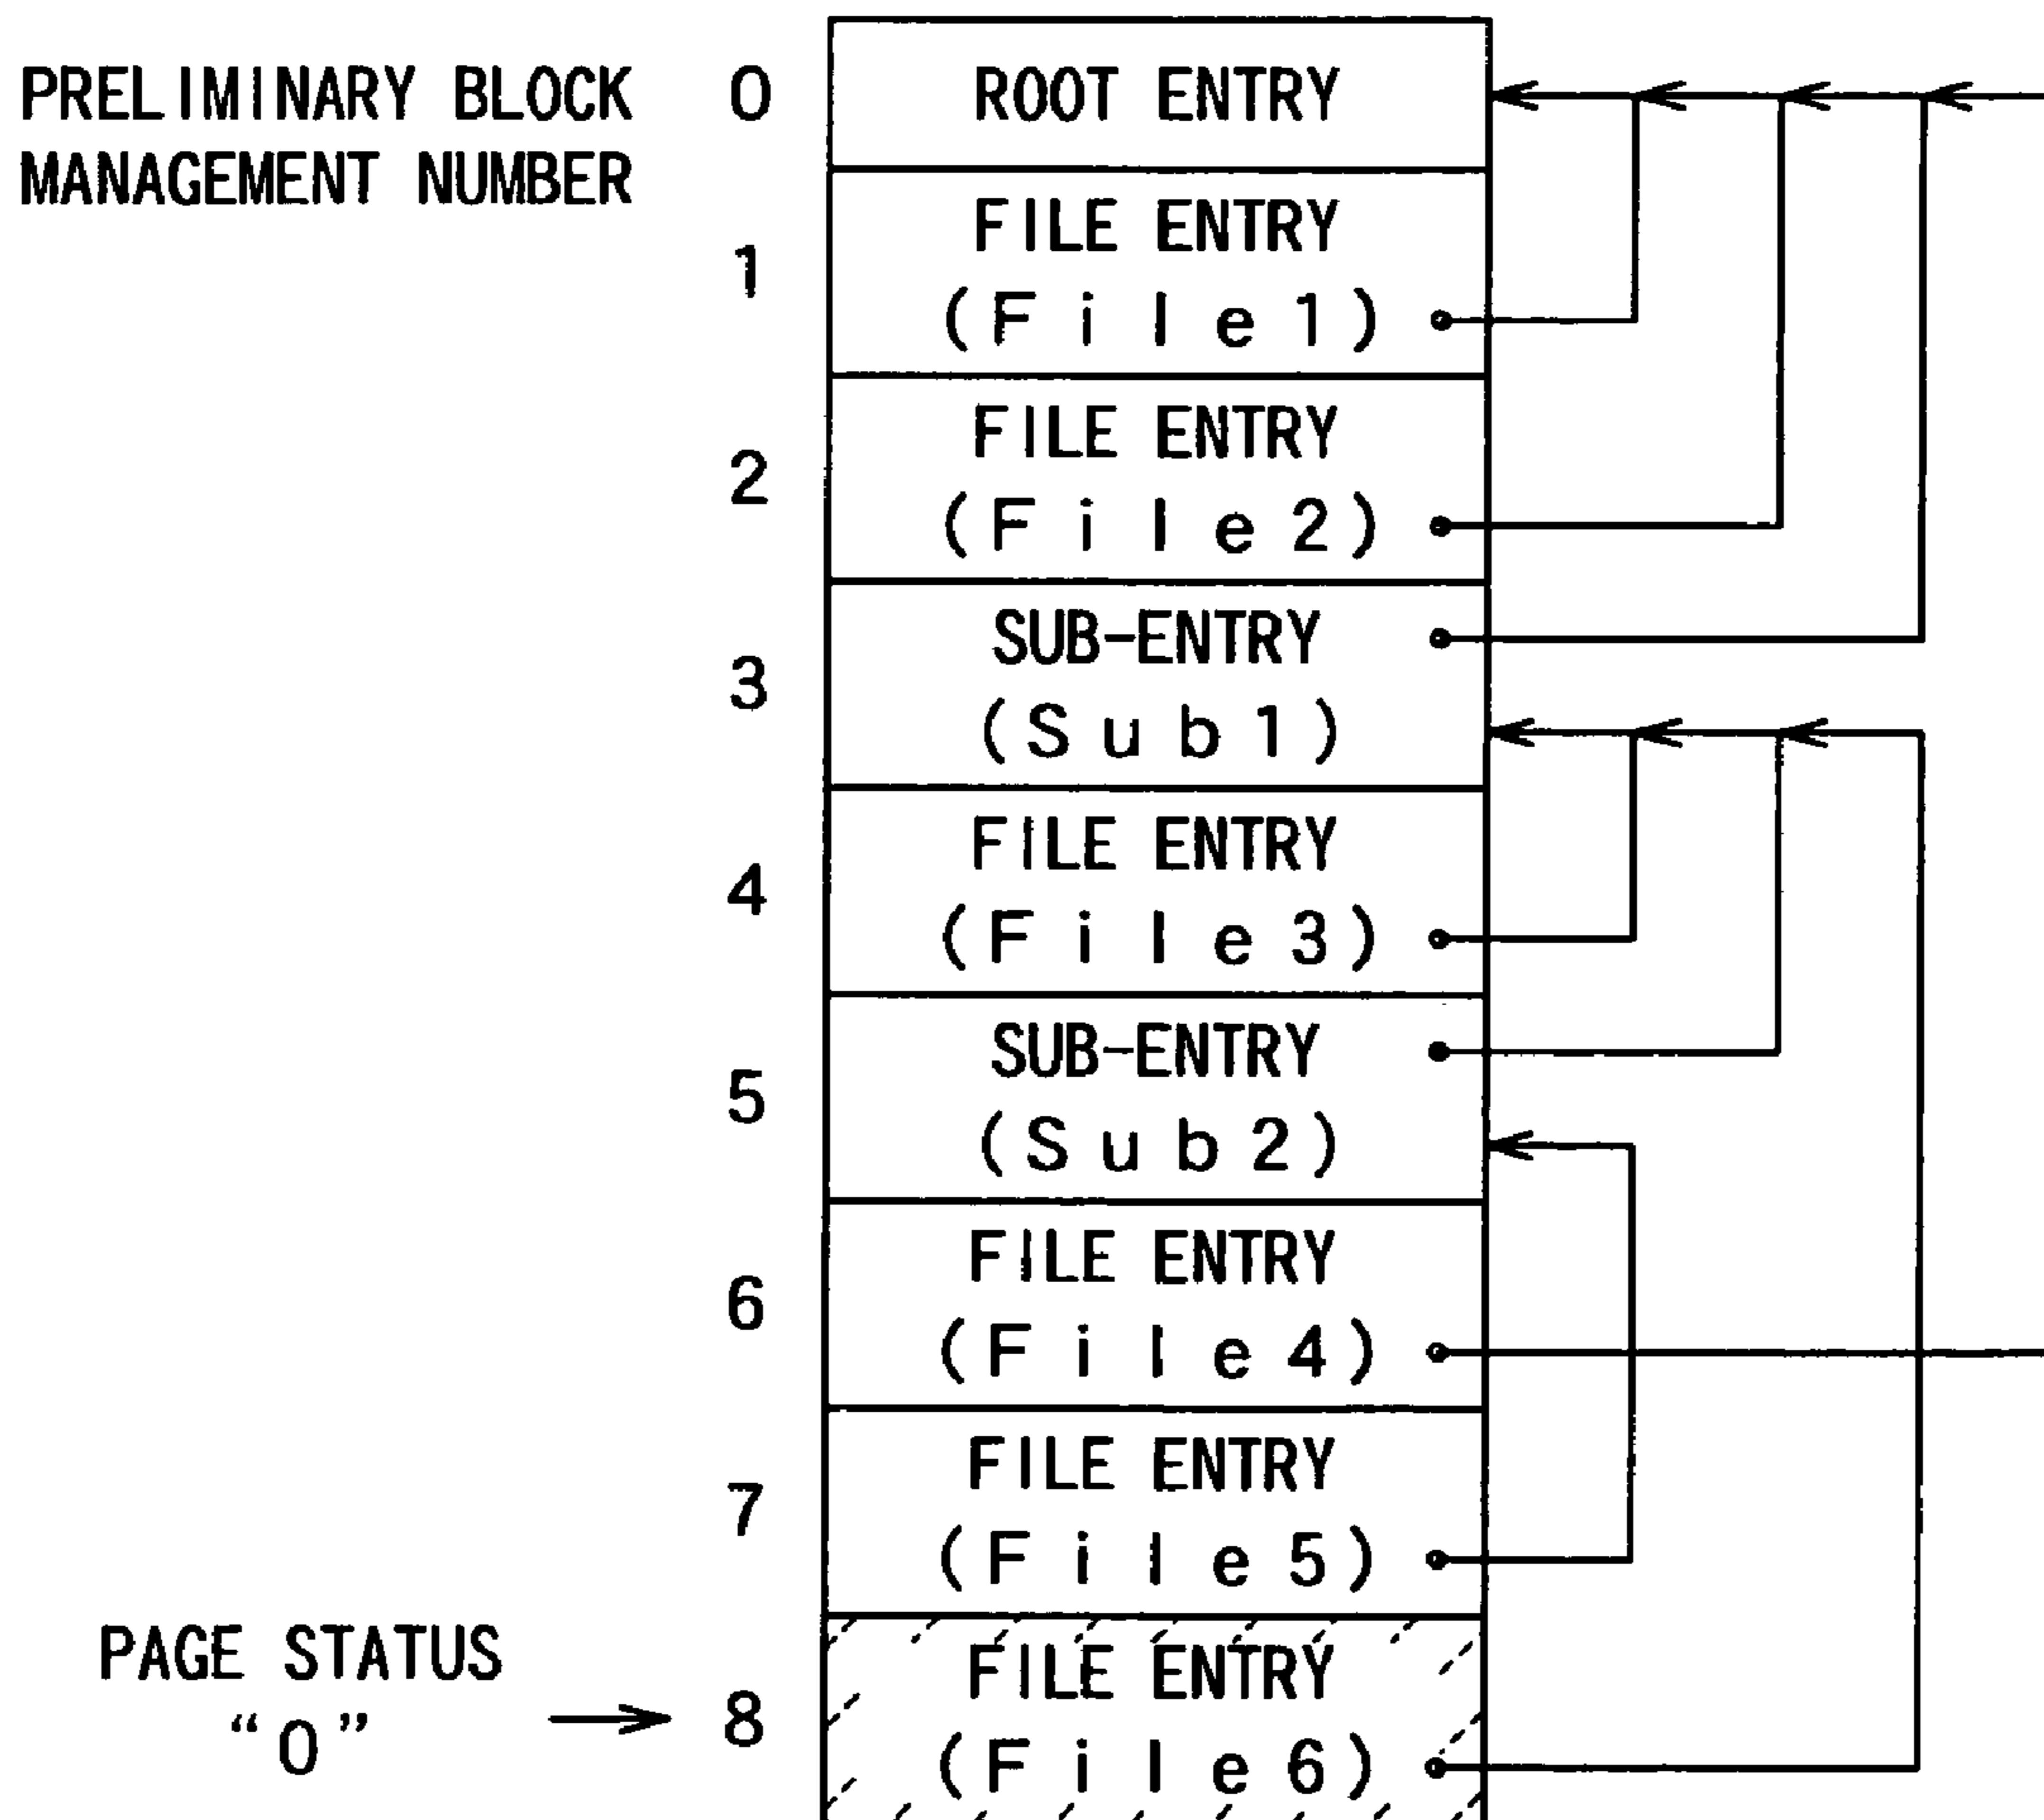 PRELIMINARY BLOCK
MANAGEMENT NUMBER
0 ROOT ENTRY
1 FILE ENTRY
(File1)
2 FILE ENTRY
(File2)
3 SUB-ENTRY
(Sub1)
4 FILE ENTRY
(File3)
5 SUB-ENTRY
(Sub2)
6 FILE ENTRY
(File4)
7 FILE ENTRY
(File5)
PAGE STATUS
“0”
8 FILE ENTRY
(File6)